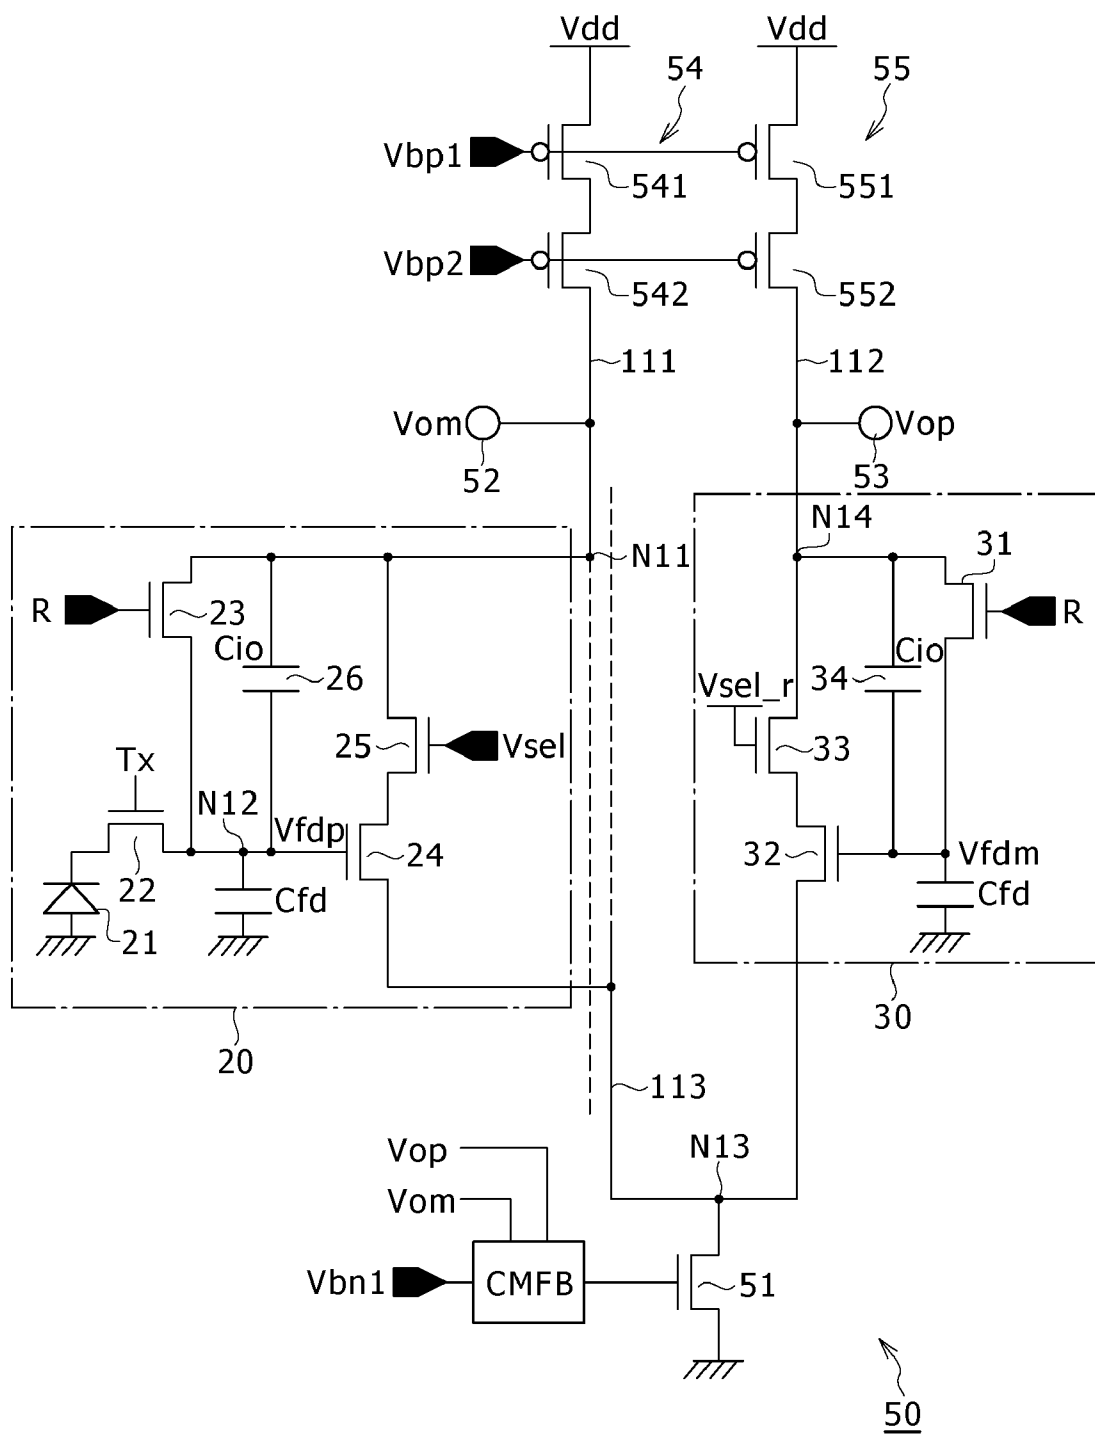 Vdd Vdd
54 55
Vbp1
541 551
Vbp2
542 552
111 112
Vom Vop
52 53
N14
N11 31
R 23 R
Cio Cio
26 34
Vsel_r
25 Vsel 33
Tx
N12
Vfdp 24 32 Vfdm
22 Cfd Cfd
21
30
20
113
Vop N13
Vom
Vbn1 CMFB 51
50